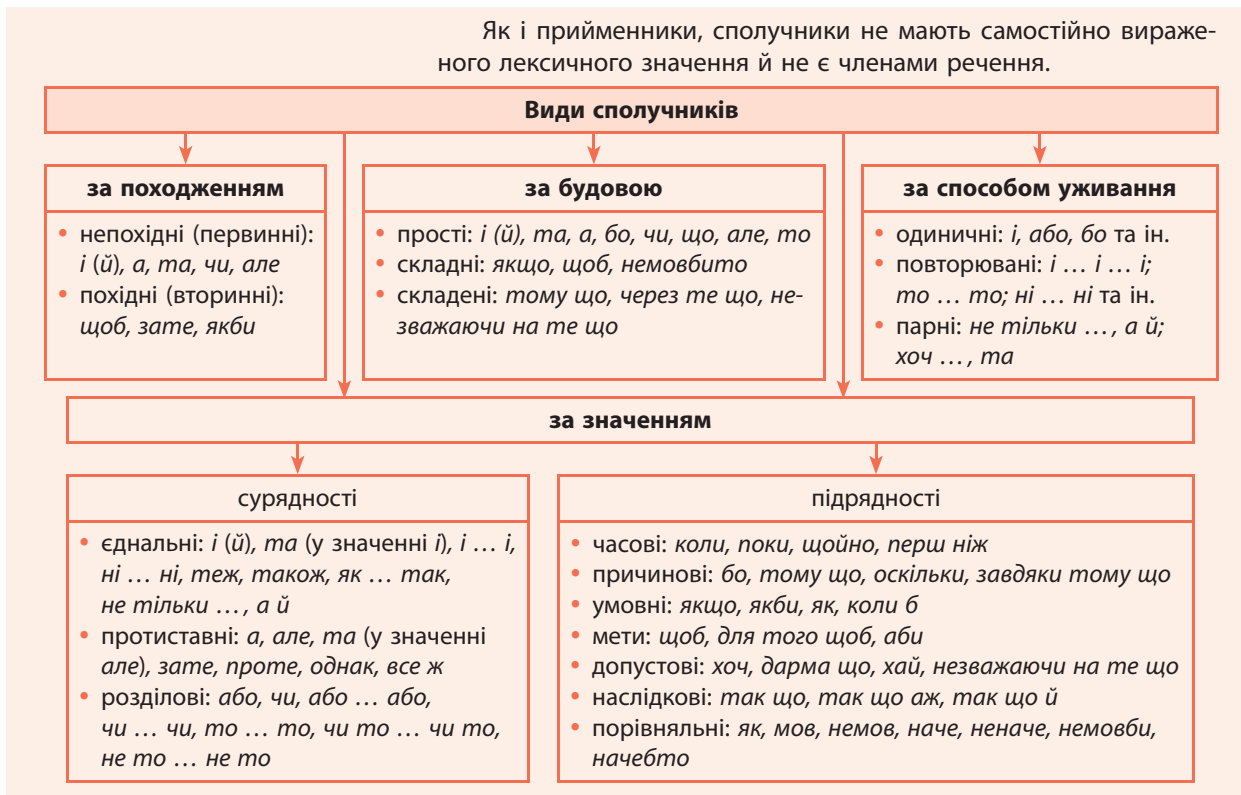 Як і прийменники, сполучники не мають самостійно вираже-
ного лексичного значення й не є членами речення.
Види сполучників
за походженням
• непохідні (первинні):
і (й), а, та, чи, але
• похідні (вторинні):
щоб, зате, якби
за будовою
• прості: і (й), та, а, бо, чи, що, але, то
• складні: якщо, щоб, немовбито
• складені: тому що, через те що, не-
зважаючи на те що
за способом уживання
• одиничні: і, або, бо та ін.
• повторювані: і … і … і;
то … то; ні … ні та ін.
• парні: не тільки …, а й;
хоч …, та
за значенням
сурядності
• єднальні: і (й), та (у значенні і), і … і,
ні … ні, теж, також, як … так,
не тільки …, а й
• протиставні: а, але, та (у значенні
але), зате, проте, однак, все ж
• розділові: або, чи, або … або,
чи … чи, то … то, чи то … чи то,
не то … не то
підрядності
• часові: коли, поки, щойно, перш ніж
• причинові: бо, тому що, оскільки, завдяки тому що
• умовні: якщо, якби, як, коли б
• мети: щоб, для того щоб, аби
• допустові: хоч, дарма що, хай, незважаючи на те що
• наслідкові: так що, так що аж, так що й
• порівняльні: як, мов, немов, наче, неначе, немовби,
начебто